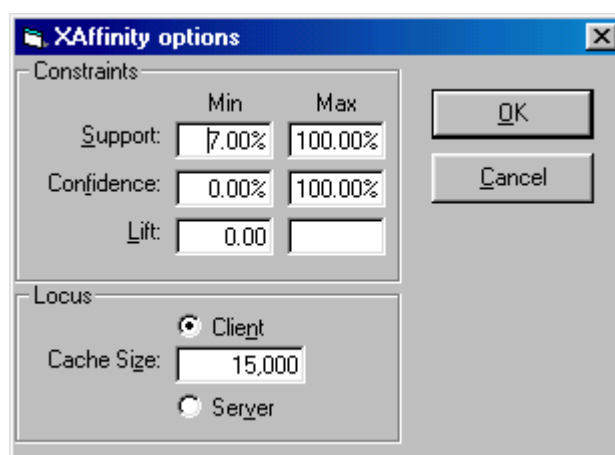 XAffinity options
Constraints
Min Max
Support: 7.00% 100.00%
Confidence: 0.00% 100.00%
Lift: 0.00
OK
Cancel
Locus
Client
Cache Size: 15,000
Server